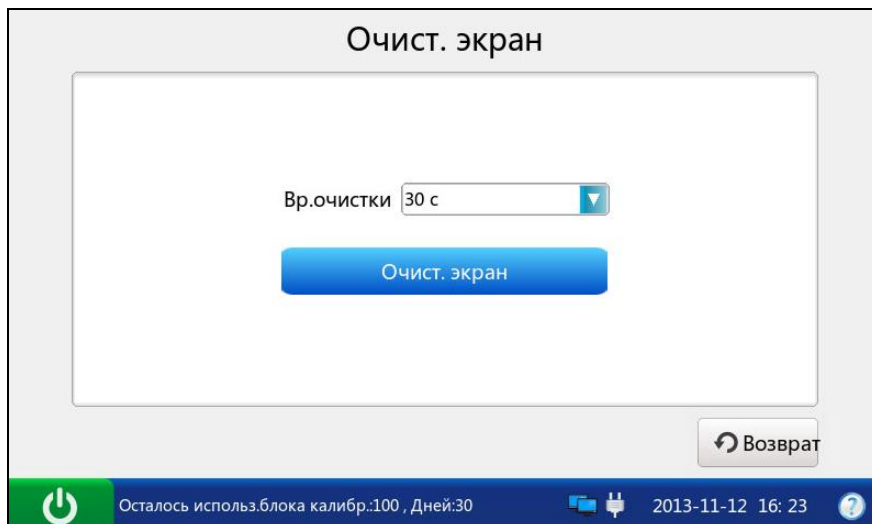 Очист. экран
Вр.очистки 30 с
Очист. экран
Возврат
Осталось использ.блока калибр.:100 , Дней:30 2013-11-12 16: 23 ?